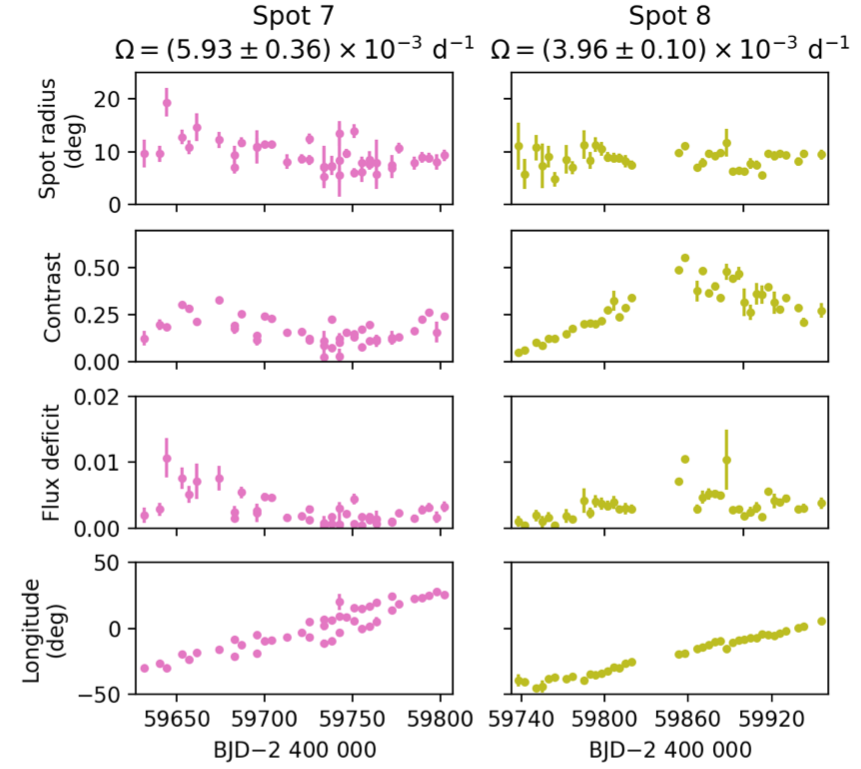 Spot 7
Ω = (5.93 ± 0.36) × 10⁻³ d⁻¹
Spot 8
Ω = (3.96 ± 0.10) × 10⁻³ d⁻¹
Spot radius
(deg)
20
10
0
Contrast
0.50
0.25
0.00
Flux deficit
0.02
0.01
0.00
Longitude
(deg)
50
0
−50
59650 59700 59750 59800
BJD−2 400 000
59740 59800 59860 59920
BJD−2 400 000